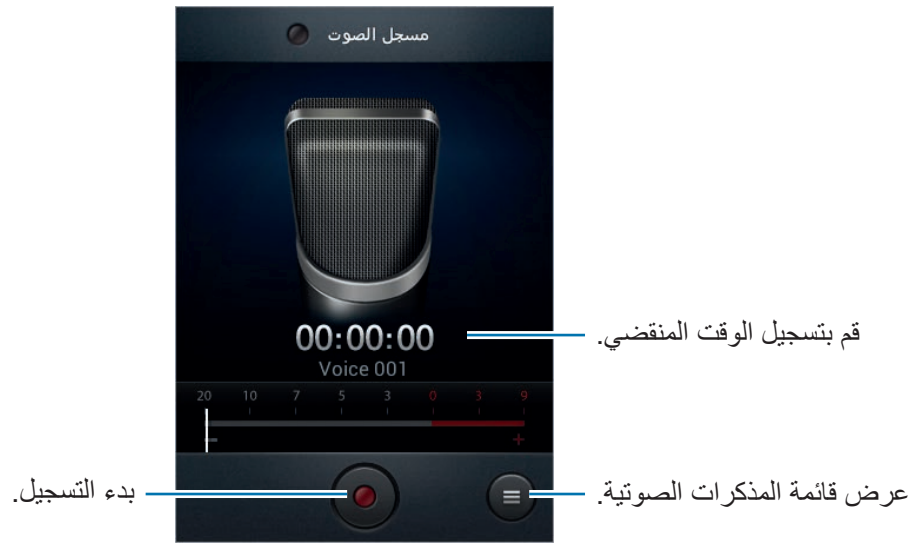 مسجل الصوت
00:00:00
قم بتسجيل الوقت المنقضي.
Voice 001
20 10 7 5 3 0 3 9
- +
عرض قائمة المذكرات الصوتية.
بدء التسجيل.